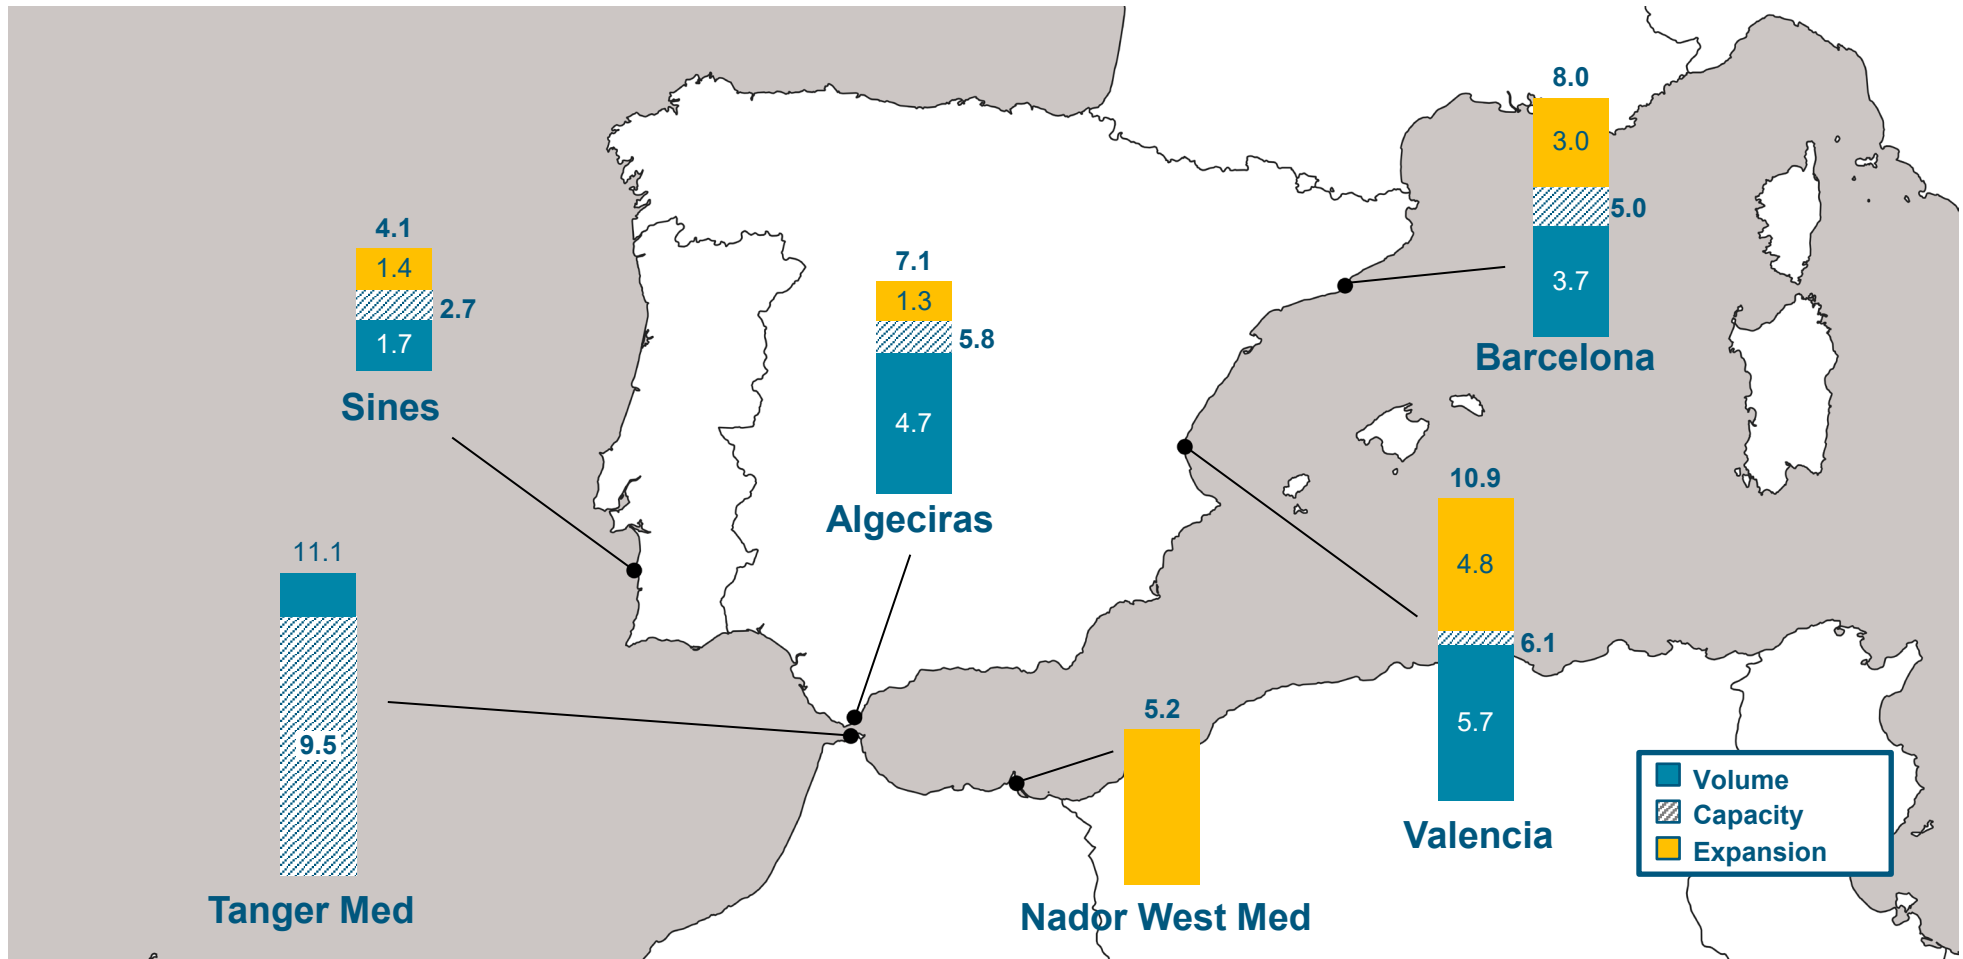 8.0
3.0
5.0
3.7
Barcelona
4.1
1.4
2.7
1.7
Sines
7.1
1.3
5.8
4.7
Algeciras
10.9
4.8
6.1
5.7
Valencia
11.1
9.5
Tanger Med
5.2
Nador West Med
Volume
Capacity
Expansion